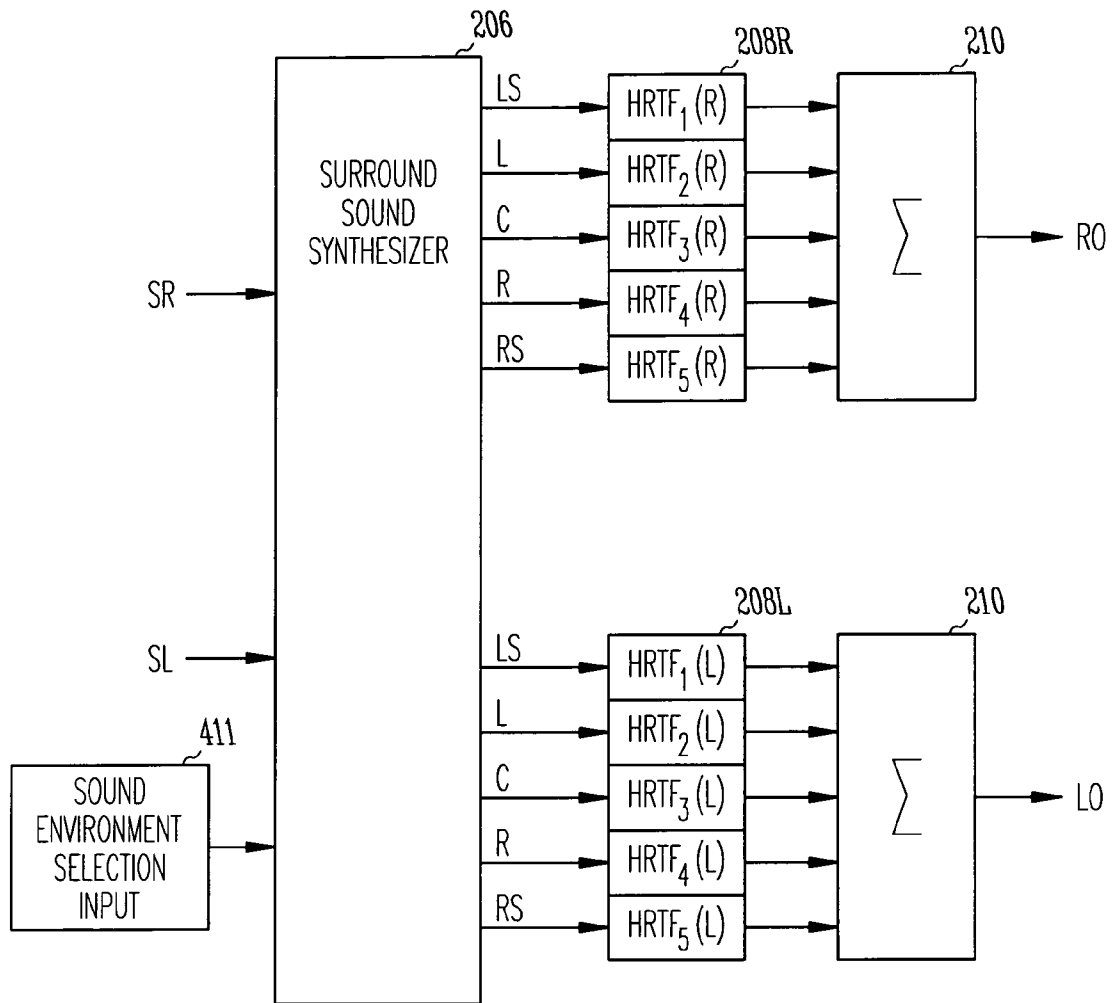 206
208R
210
SURROUND
SOUND
SYNTHESIZER
LS
L
C
R
RS
HRTF₁(R)
HRTF₂(R)
HRTF₃(R)
HRTF₄(R)
HRTF₅(R)
Σ
RO
SR
SL
411
SOUND
ENVIRONMENT
SELECTION
INPUT
208L
210
LS
L
C
R
RS
HRTF₁(L)
HRTF₂(L)
HRTF₃(L)
HRTF₄(L)
HRTF₅(L)
Σ
LO